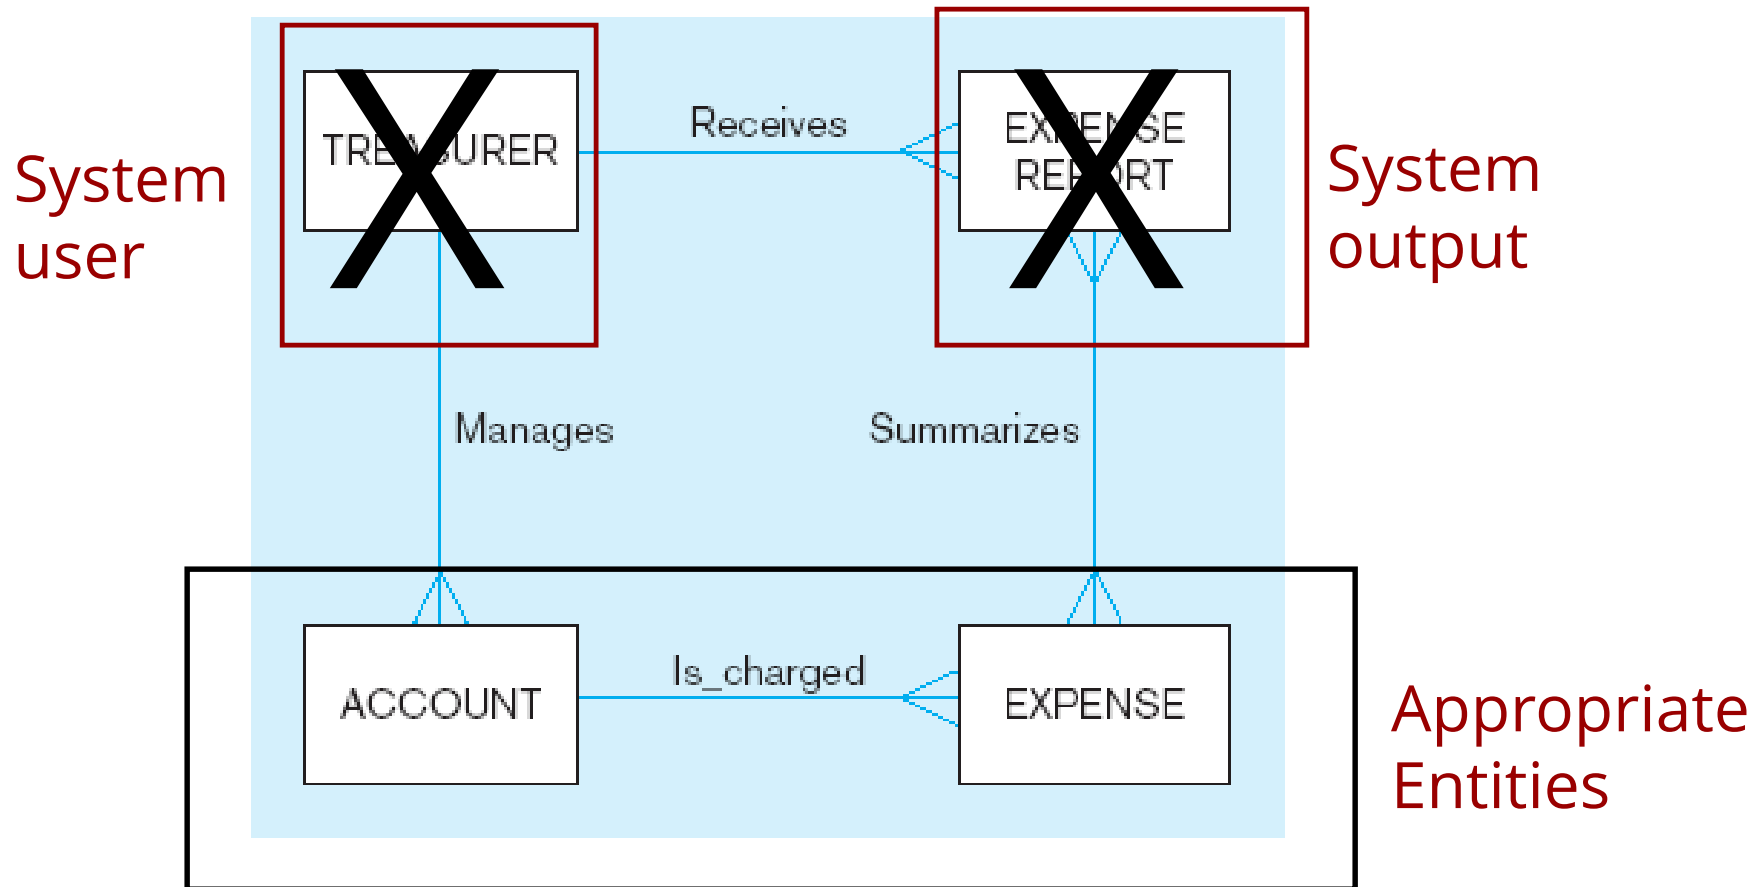 System
user
TREASURER
Receives
EXPENSE
REPORT
System
output
Manages
Summarizes
ACCOUNT
Is_charged
EXPENSE
Appropriate
Entities